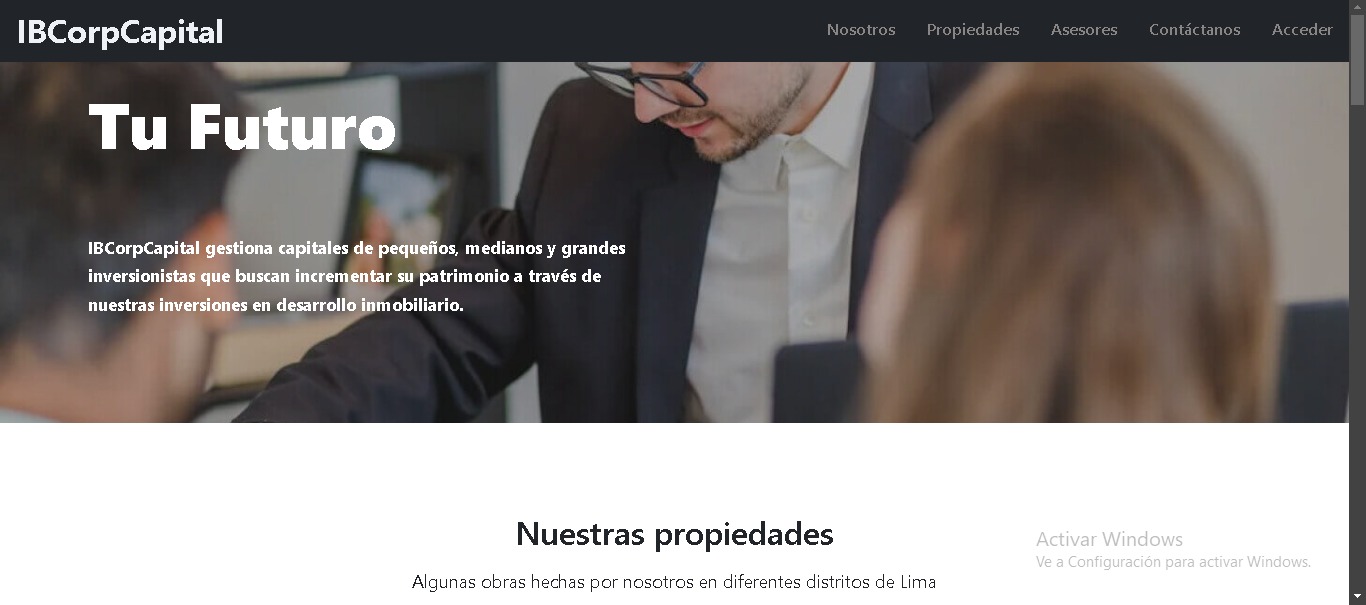 IBCorpCapital
Nosotros Propiedades Asesores Contáctanos Acceder
Tu Futuro
IBCorpCapital gestiona capitales de pequeños, medianos y grandes
inversionistas que buscan incrementar su patrimonio a través de
nuestras inversiones en desarrollo inmobiliario.
Nuestras propiedades
Algunas obras hechas por nosotros en diferentes distritos de Lima
Activar Windows
Ve a Configuración para activar Windows.